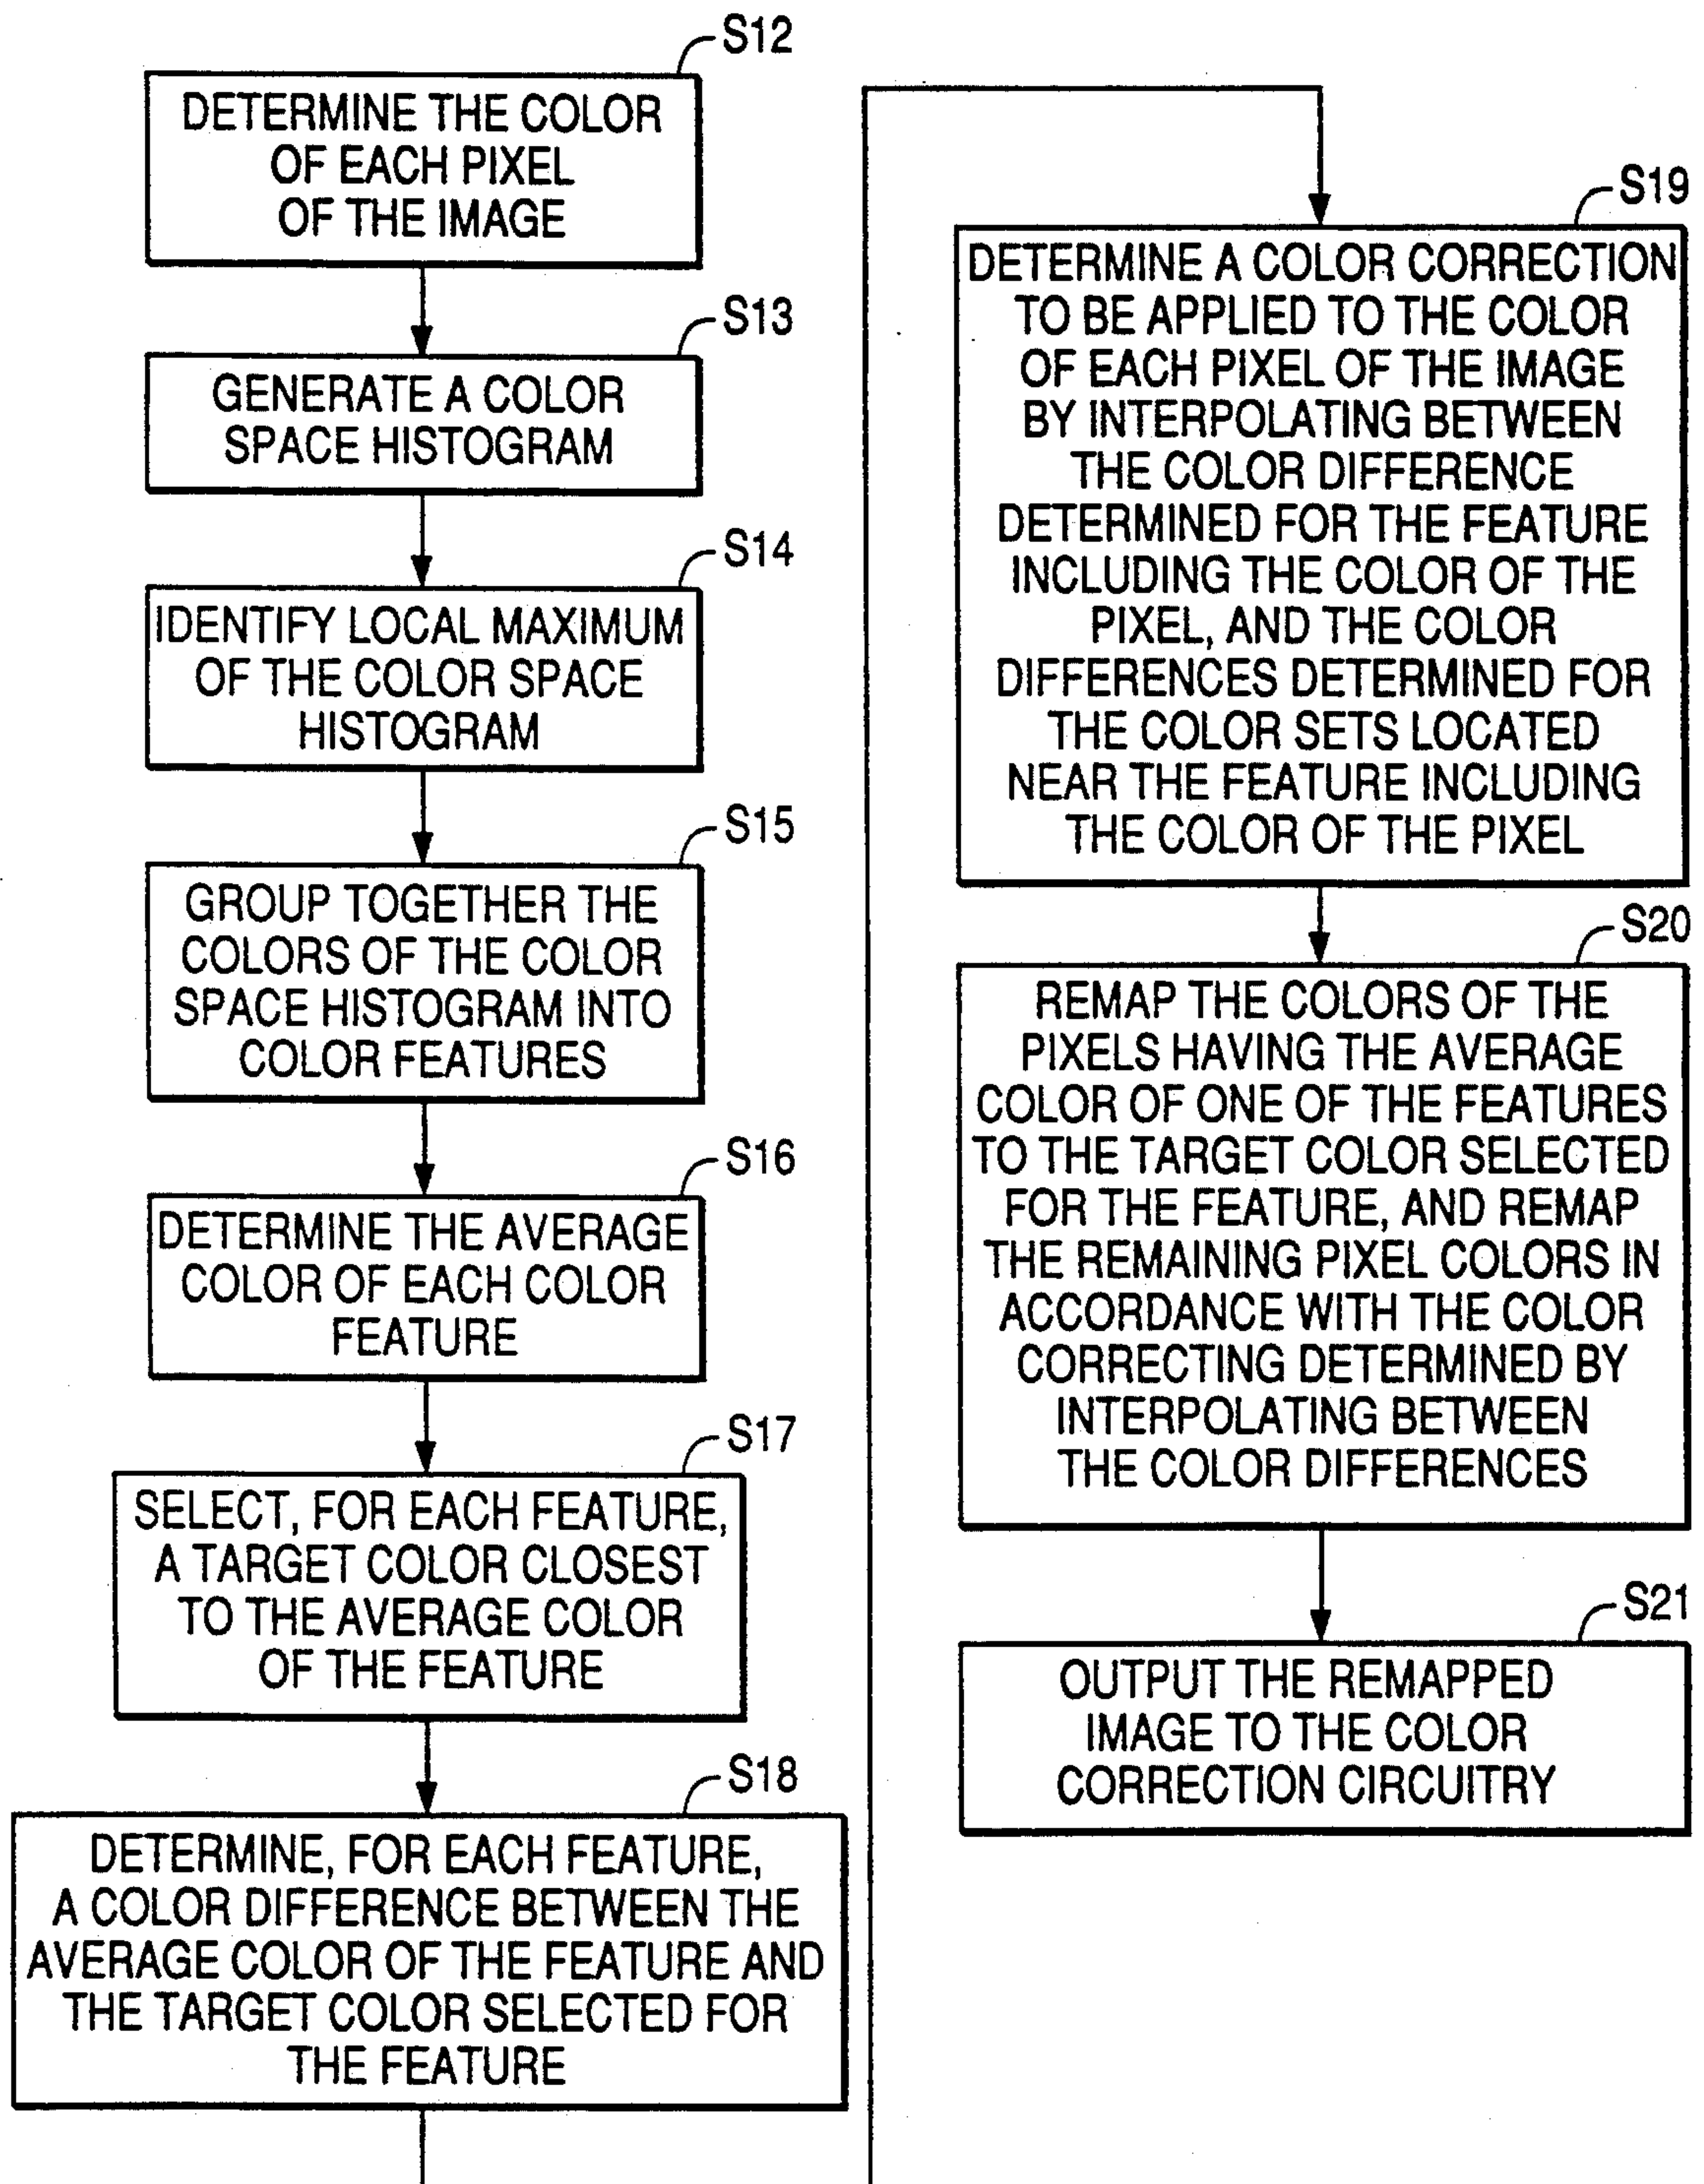 S12
DETERMINE THE COLOR
OF EACH PIXEL
OF THE IMAGE
S13
GENERATE A COLOR
SPACE HISTOGRAM
S14
IDENTIFY LOCAL MAXIMUM
OF THE COLOR SPACE
HISTOGRAM
S15
GROUP TOGETHER THE
COLORS OF THE COLOR
SPACE HISTOGRAM INTO
COLOR FEATURES
S16
DETERMINE THE AVERAGE
COLOR OF EACH COLOR
FEATURE
S17
SELECT, FOR EACH FEATURE,
A TARGET COLOR CLOSEST
TO THE AVERAGE COLOR
OF THE FEATURE
S18
DETERMINE, FOR EACH FEATURE,
A COLOR DIFFERENCE BETWEEN THE
AVERAGE COLOR OF THE FEATURE AND
THE TARGET COLOR SELECTED FOR
THE FEATURE
S19
DETERMINE A COLOR CORRECTION
TO BE APPLIED TO THE COLOR
OF EACH PIXEL OF THE IMAGE
BY INTERPOLATING BETWEEN
THE COLOR DIFFERENCE
DETERMINED FOR THE FEATURE
INCLUDING THE COLOR OF THE
PIXEL, AND THE COLOR
DIFFERENCES DETERMINED FOR
THE COLOR SETS LOCATED
NEAR THE FEATURE INCLUDING
THE COLOR OF THE PIXEL
S20
REMAP THE COLORS OF THE
PIXELS HAVING THE AVERAGE
COLOR OF ONE OF THE FEATURES
TO THE TARGET COLOR SELECTED
FOR THE FEATURE, AND REMAP
THE REMAINING PIXEL COLORS IN
ACCORDANCE WITH THE COLOR
CORRECTING DETERMINED BY
INTERPOLATING BETWEEN
THE COLOR DIFFERENCES
S21
OUTPUT THE REMAPPED
IMAGE TO THE COLOR
CORRECTION CIRCUITRY